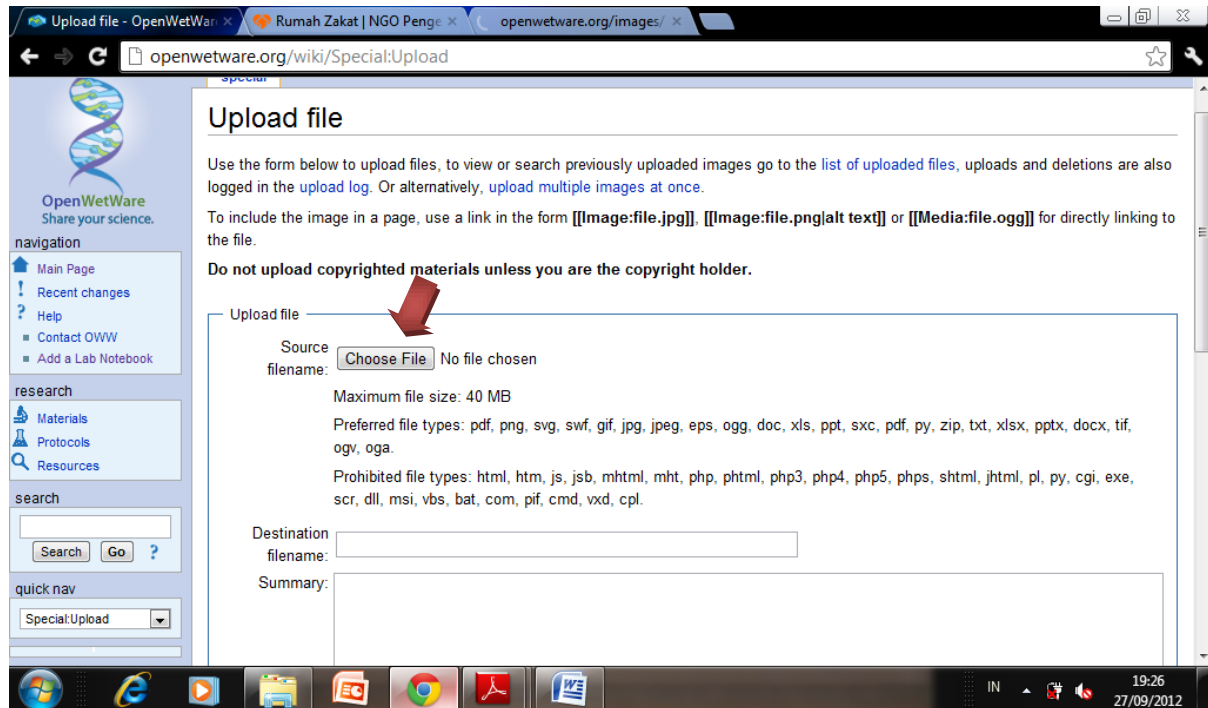 Upload file - OpenWetWar
Rumah Zakat | NGO Penge
openwetware.org/images/
openwetware.org/wiki/Special:Upload
special
OpenWetWare
Share your science.
navigation
Main Page
Recent changes
Help
Contact OWW
Add a Lab Notebook
research
Materials
Protocols
Resources
search
Search Go ?
quick nav
Special:Upload
Upload file
Use the form below to upload files, to view or search previously uploaded images go to the list of uploaded files, uploads and deletions are also
logged in the upload log. Or alternatively, upload multiple images at once.
To include the image in a page, use a link in the form [[Image:file.jpg]], [[Image:file.png|alt text]] or [[Media:file.ogg]] for directly linking to
the file.
Do not upload copyrighted materials unless you are the copyright holder.
Upload file
Source
filename:
Choose File No file chosen
Maximum file size: 40 MB
Preferred file types: pdf, png, svg, swf, gif, jpg, jpeg, eps, ogg, doc, xls, ppt, sxc, pdf, py, zip, txt, xlsx, pptx, docx, tif,
ogv, oga.
Prohibited file types: html, htm, js, jsb, mhtml, mht, php, phtml, php3, php4, php5, phps, shtml, jhtml, pl, py, cgi, exe,
scr, dll, msi, vbs, bat, com, pif, cmd, vxd, cpl.
Destination
filename:
Summary:
IN
19:26
27/09/2012